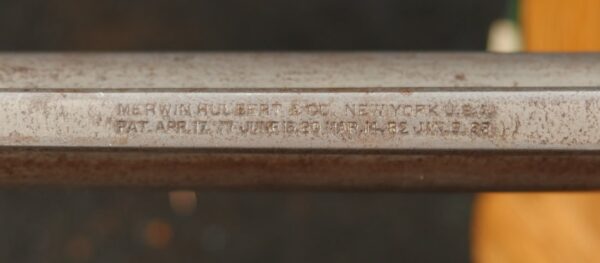 MERWIN HULBERT & CO. NEW YORK U.S.A.
PAT. APR. 17. 77 JUNE 15. 80 MAR. 14. 82 JAN. 9. 83